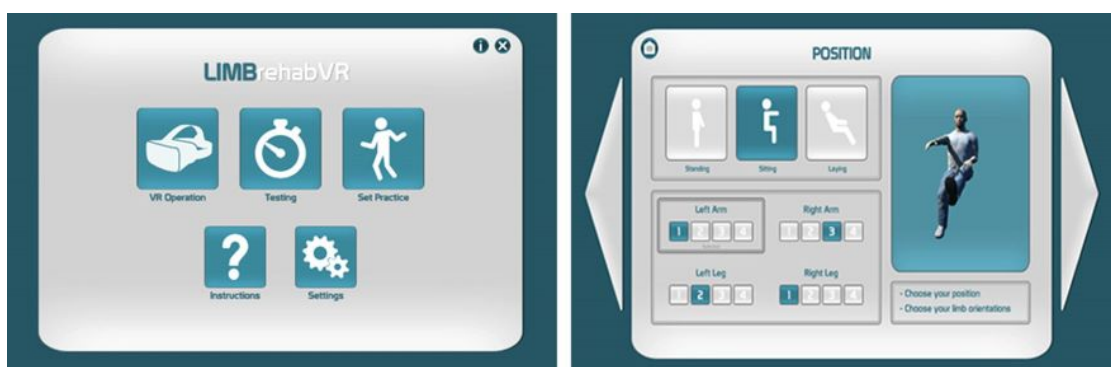 LIMBrehabVR
VR Operation
Testing
Set Practice
Instructions
Settings
POSITION
Standing
Sitting
Laying
Left Arm
Right Arm
1 2 3 4
1 2 3 4
Selected
Left Leg
Right Leg
1 2 3 4
1 2 3 4
- Choose your position
- Choose your limb orientations